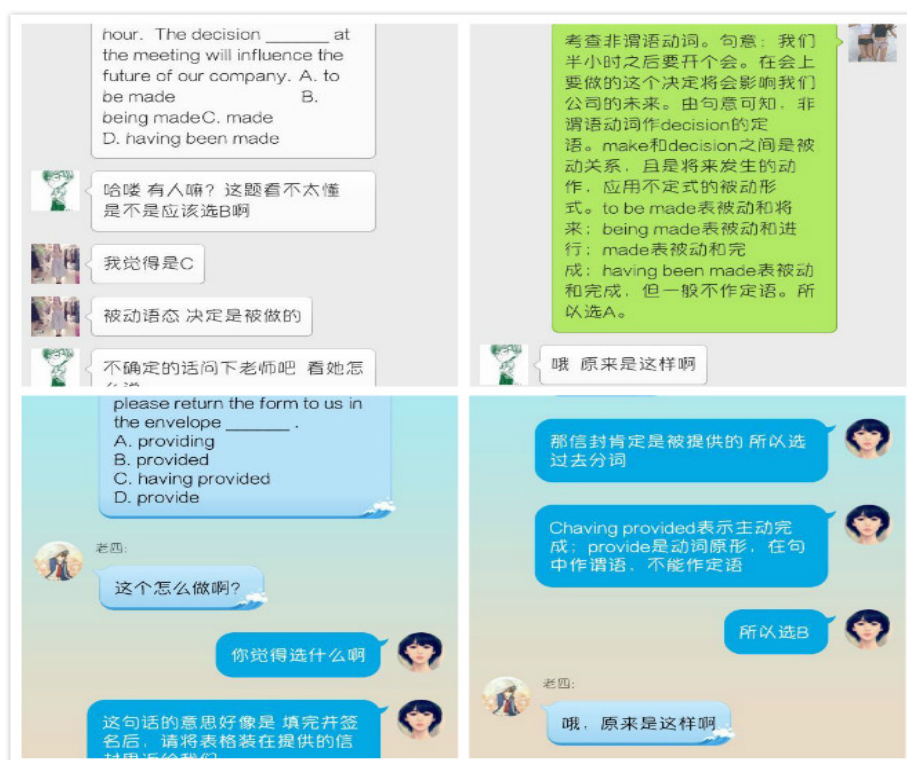 hour. The decision ______ at
the meeting will influence the
future of our company. A. to
be made B.
being madeC. made
D. having been made
哈喽 有人嘛？这题看不太懂
是不是应该选B啊
我觉得是C
被动语态 决定是被做的
不确定的话问下老师吧 看她怎
考查非谓语动词。句意：我们
半小时之后要开个会。在会上
要做的这个决定将会影响我们
公司的未来。由句意可知，非
谓语动词作decision的定
语。make和decision之间是被
动关系，且是将来发生的动
作，应用不定式的被动形
式。to be made表被动和将
来；being made表被动和进
行；made表被动和完
成；having been made表被动
和完成，但一般不作定语。所
以选A。
哦 原来是这样啊
please return the form to us in
the envelope ______ .
A. providing
B. provided
C. having provided
D. provide
老四:
这个怎么做啊？
你觉得选什么啊
这句话的意思好像是 填完并签
名后，请将表格装在提供的信
那信封肯定是被提供的 所以选
过去分词
Chaving provided表示主动完
成；provide是动词原形，在句
中作谓语，不能作定语
所以选B
老四:
哦，原来是这样啊